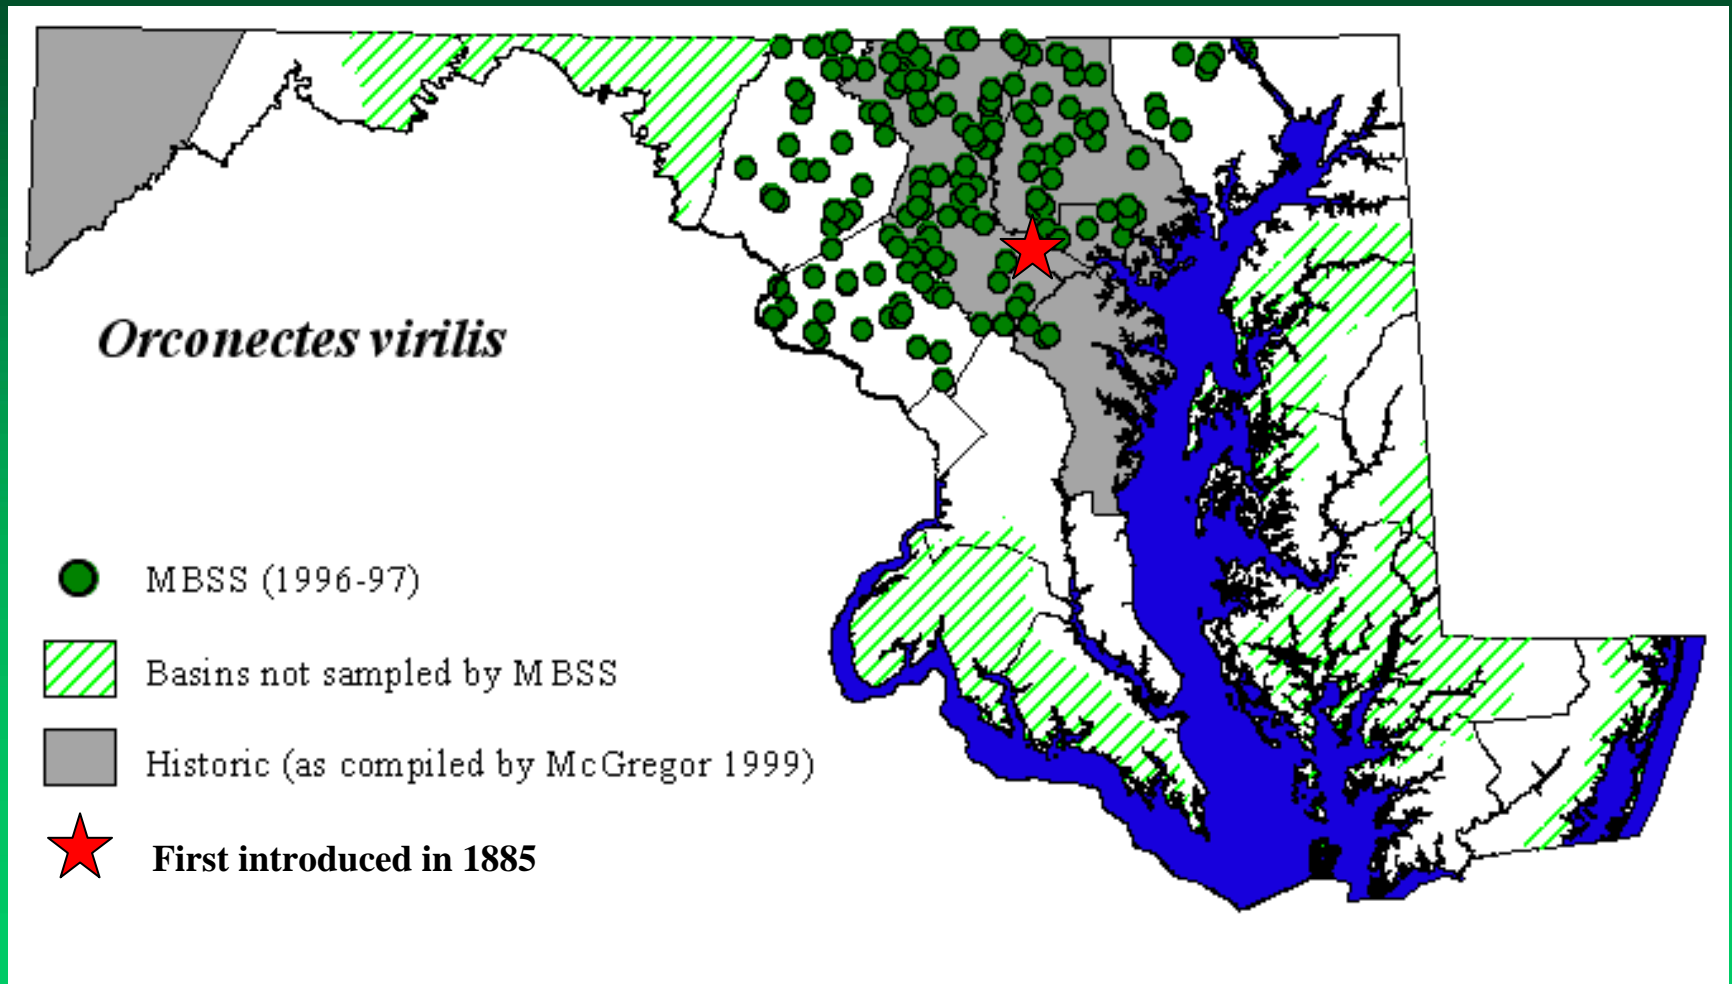 Orconectes virilis
MBSS (1996-97)
Basins not sampled by MBSS
Historic (as compiled by McGregor 1999)
First introduced in 1885